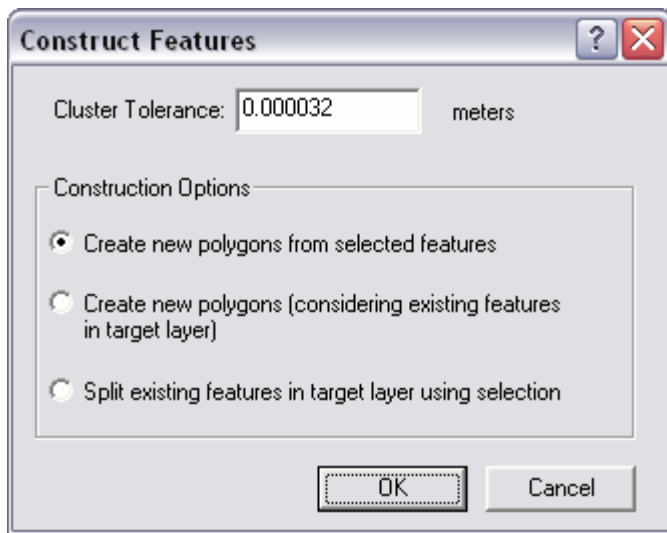 Construct Features
?
Cluster Tolerance: 0.000032 meters
Construction Options
Create new polygons from selected features
Create new polygons (considering existing features
in target layer)
Split existing features in target layer using selection
OK Cancel